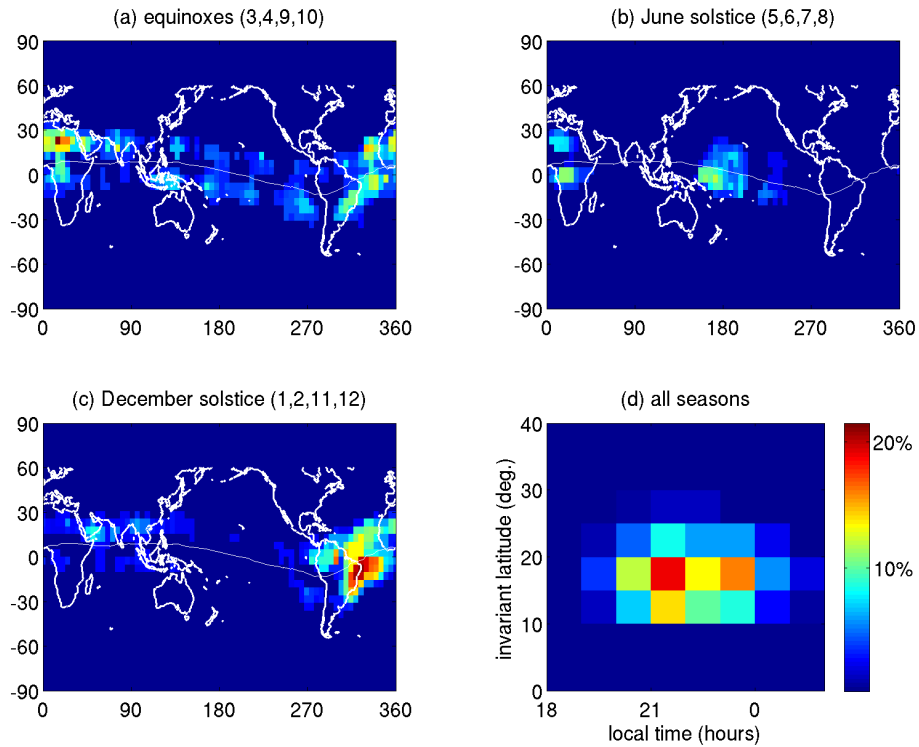 (a) equinoxes (3,4,9,10)
90
60
30
0
-30
-60
-90
0 90 180 270 360
(b) June solstice (5,6,7,8)
90
60
30
0
-30
-60
-90
0 90 180 270 360
(c) December solstice (1,2,11,12)
90
60
30
0
-30
-60
-90
0 90 180 270 360
(d) all seasons
invariant latitude (deg.)
40
30
20
10
0
18 21 0
local time (hours)
20%
10%